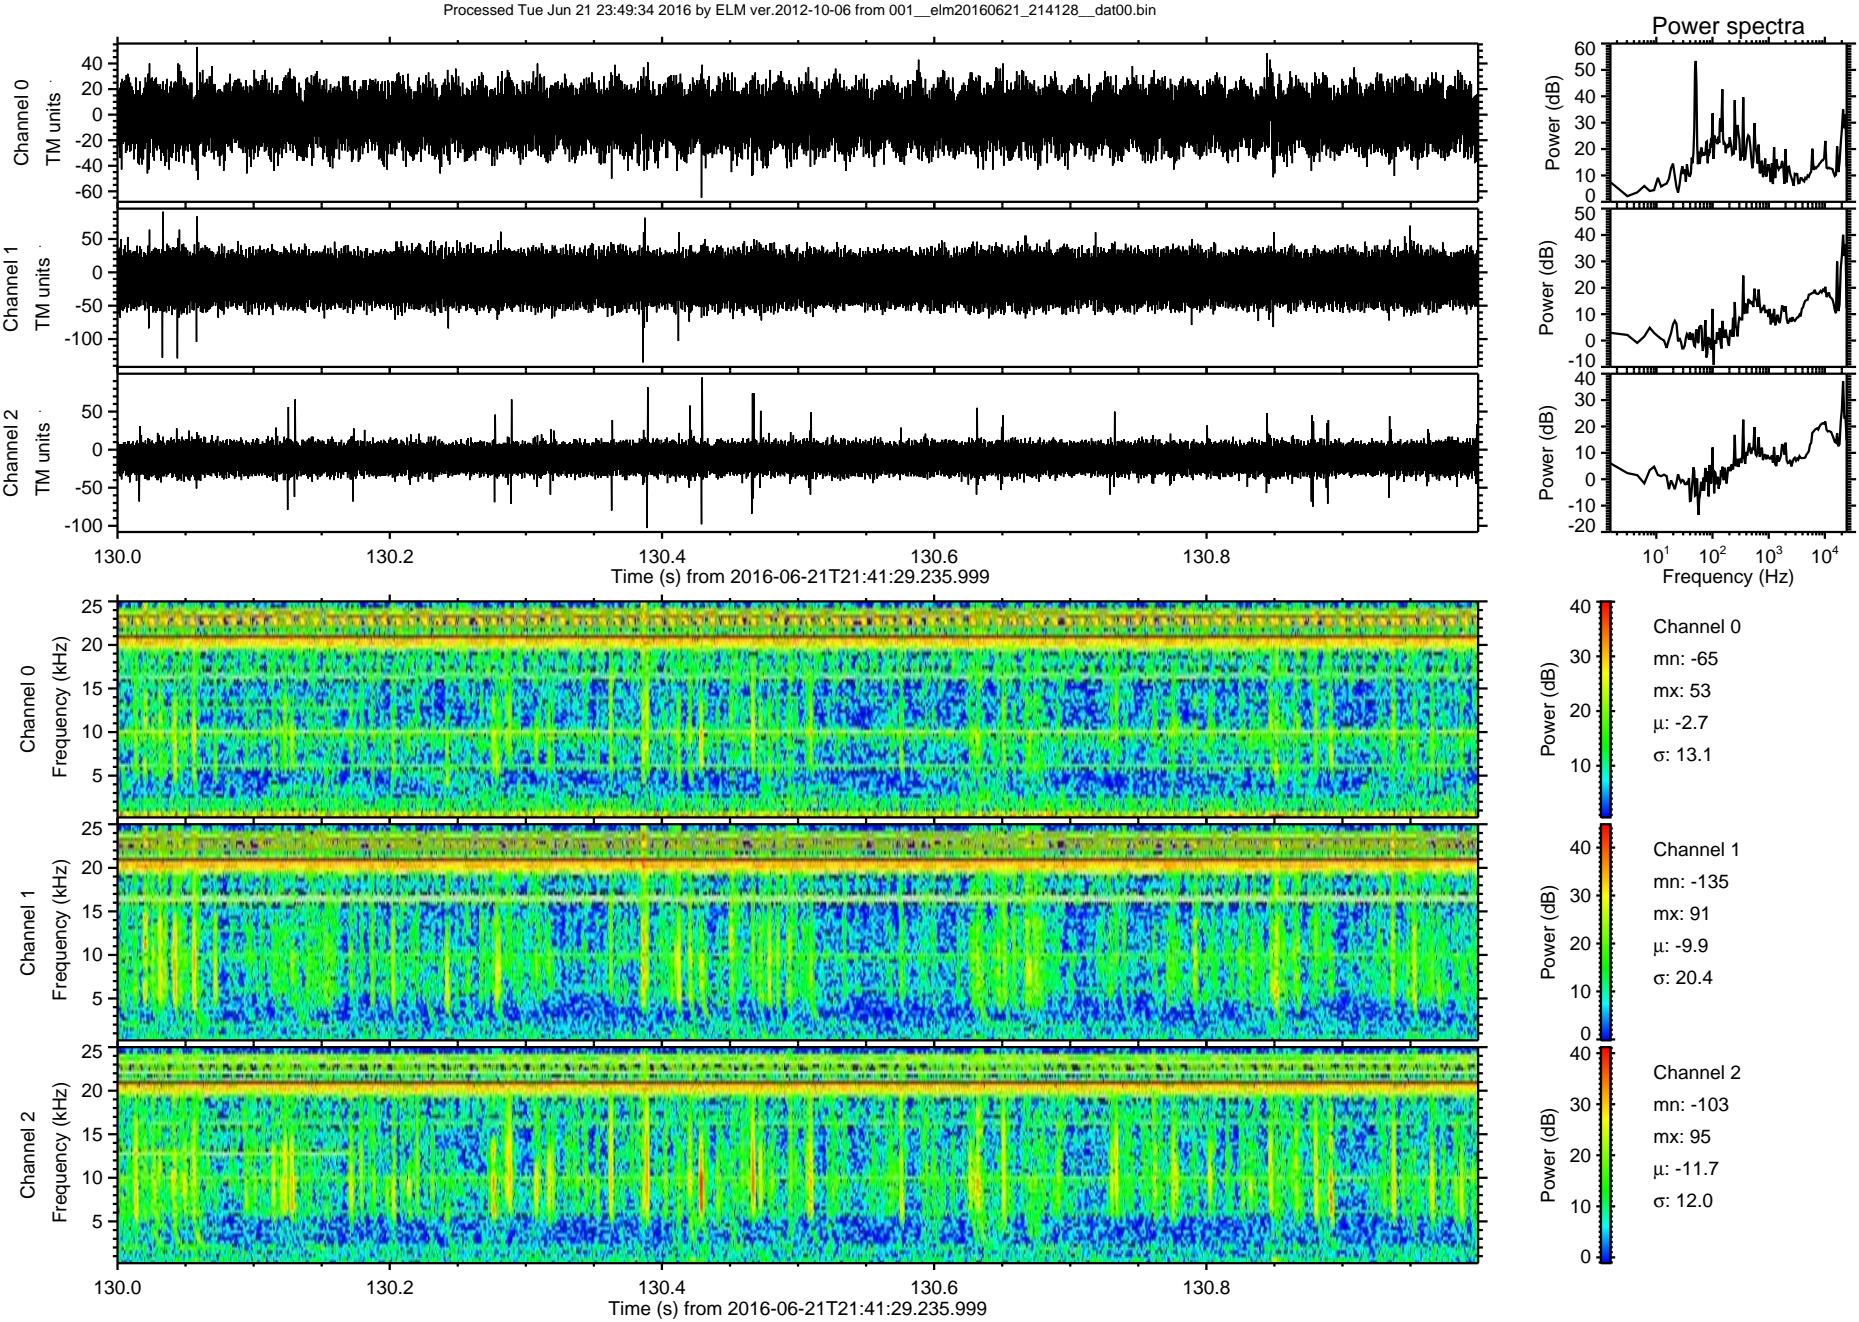 Processed Tue Jun 21 23:49:34 2016 by ELM ver.2012-10-06 from 001__elm20160621_214128__dat00.bin
Power spectra
Channel 0
TM units
40
20
0
-20
-40
-60
Power (dB)
60
50
40
30
20
10
0
Channel 1
TM units
50
0
-50
-100
Power (dB)
50
40
30
20
10
0
-10
Channel 2
TM units
50
0
-50
-100
Power (dB)
40
30
20
10
0
-10
-20
130.0 130.2 130.4 130.6 130.8
Time (s) from 2016-06-21T21:41:29.235.999
10^1 10^2 10^3 10^4
Frequency (Hz)
Channel 0
Frequency (kHz)
25
20
15
10
5
Power (dB)
40
30
20
10
Channel 0
mn: -65
mx: 53
μ: -2.7
σ: 13.1
Channel 1
Frequency (kHz)
25
20
15
10
5
Power (dB)
40
30
20
10
0
Channel 1
mn: -135
mx: 91
μ: -9.9
σ: 20.4
Channel 2
Frequency (kHz)
25
20
15
10
5
Power (dB)
40
30
20
10
0
Channel 2
mn: -103
mx: 95
μ: -11.7
σ: 12.0
130.0 130.2 130.4 130.6 130.8
Time (s) from 2016-06-21T21:41:29.235.999